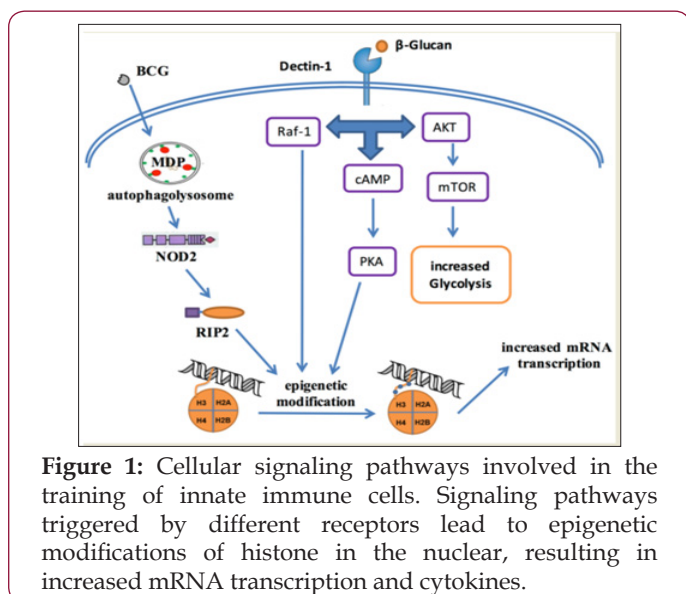 β-Glucan
Dectin-1
BCG
Raf-1
AKT
MDP
cAMP
mTOR
autophagolysosome
NOD2
PKA
increased
Glycolysis
RIP2
increased mRNA
transcription
epigenetic
modification
H3 H2A
H4 H2B
H3 H2A
H4 H2B
Figure 1: Cellular signaling pathways involved in the
training of innate immune cells. Signaling pathways
triggered by different receptors lead to epigenetic
modifications of histone in the nuclear, resulting in
increased mRNA transcription and cytokines.